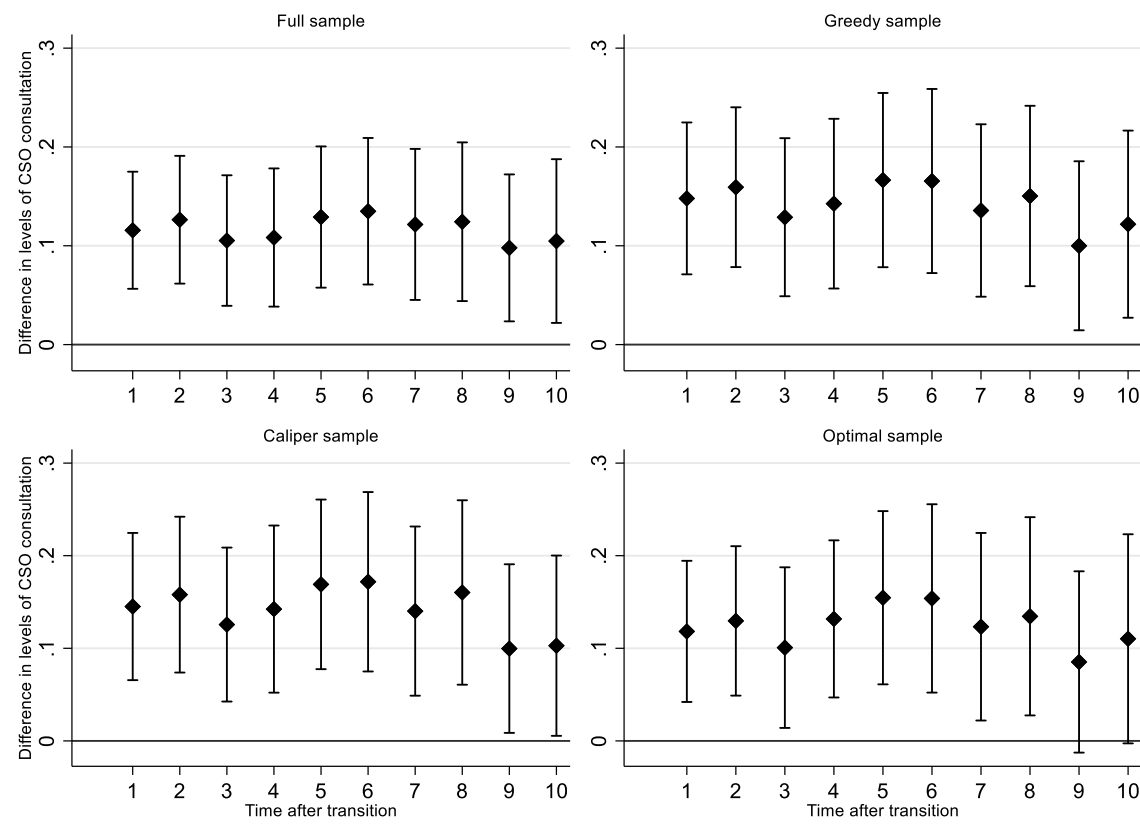 Full sample
Difference in levels of CSO consultation
.3
.2
.1
0
1 2 3 4 5 6 7 8 9 10
Greedy sample
.3
.2
.1
0
1 2 3 4 5 6 7 8 9 10
Caliper sample
Difference in levels of CSO consultation
.3
.2
.1
0
1 2 3 4 5 6 7 8 9 10
Time after transition
Optimal sample
.3
.2
.1
0
1 2 3 4 5 6 7 8 9 10
Time after transition